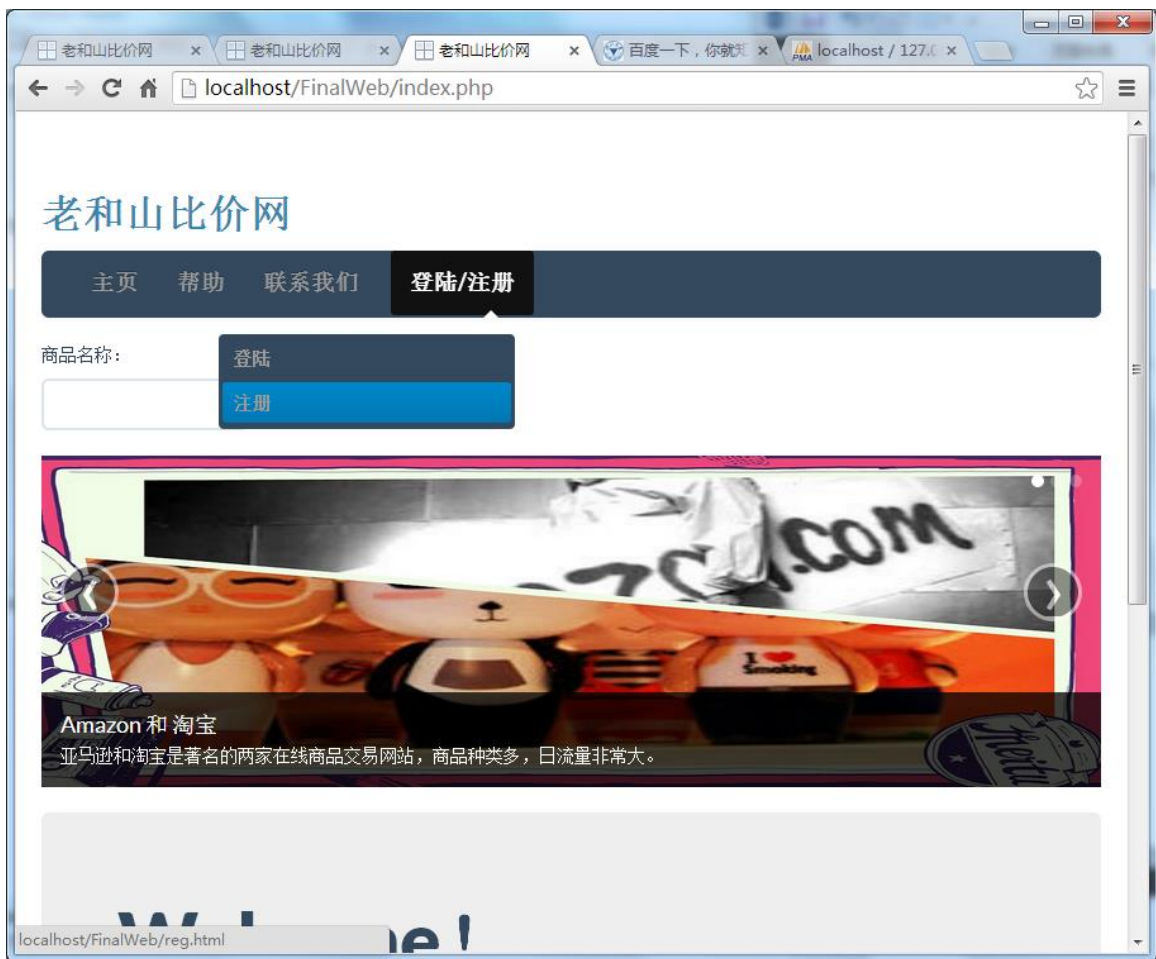 老和山比价网 老和山比价网 老和山比价网 百度一下，你就知 localhost / 127.0
localhost/FinalWeb/index.php
老和山比价网
主页 帮助 联系我们 登陆/注册
商品名称：
登陆
注册
.com
I
Smoking
Amazon 和 淘宝
亚马逊和淘宝是著名的两家在线商品交易网站，商品种类多，日流量非常大。
Heitu
localhost/FinalWeb/reg.html